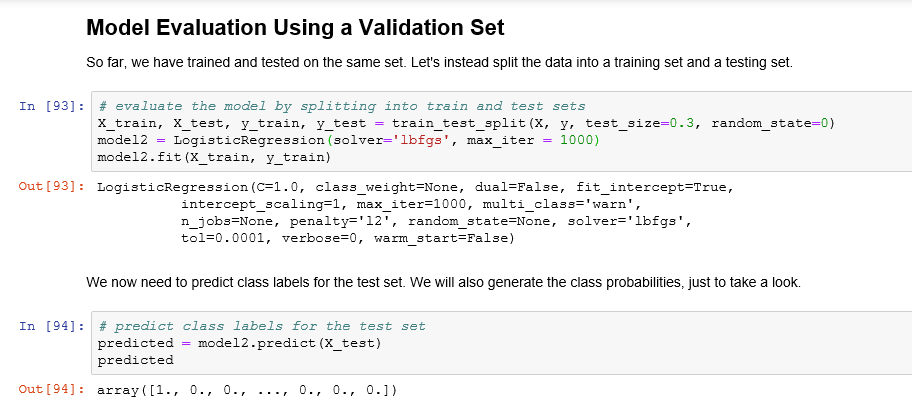 Model Evaluation Using a Validation Set
So far, we have trained and tested on the same set. Let's instead split the data into a training set and a testing set.
In [93]: # evaluate the model by splitting into train and test sets
X_train, X_test, y_train, y_test = train_test_split(X, y, test_size=0.3, random_state=0)
model2 = LogisticRegression(solver='lbfgs', max_iter = 1000)
model2.fit(X_train, y_train)
Out[93]: LogisticRegression(C=1.0, class_weight=None, dual=False, fit_intercept=True,
intercept_scaling=1, max_iter=1000, multi_class='warn',
n_jobs=None, penalty='l2', random_state=None, solver='lbfgs',
tol=0.0001, verbose=0, warm_start=False)
We now need to predict class labels for the test set. We will also generate the class probabilities, just to take a look.
In [94]: # predict class labels for the test set
predicted = model2.predict(X_test)
predicted
Out[94]: array([1., 0., 0., ..., 0., 0., 0.])